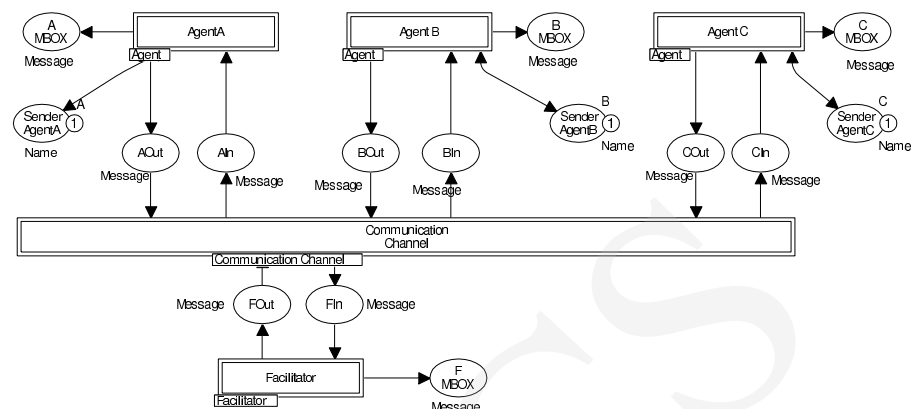 A
MBOX
Message
AgentA
Agent
Agent B
Agent
B
MBOX
Message
Agent C
Agent
C
MBOX
Message
A
Sender
AgentA
1
Name
B
Sender
AgentB
1
Name
C
Sender
AgentC
1
Name
AOut
Message
AIn
Message
BOut
Message
BIn
Message
COut
Message
CIn
Message
Communication
Channel
Communication Channel
Message
FOut
FIn
Message
Facilitator
Facilitator
F
MBOX
Message